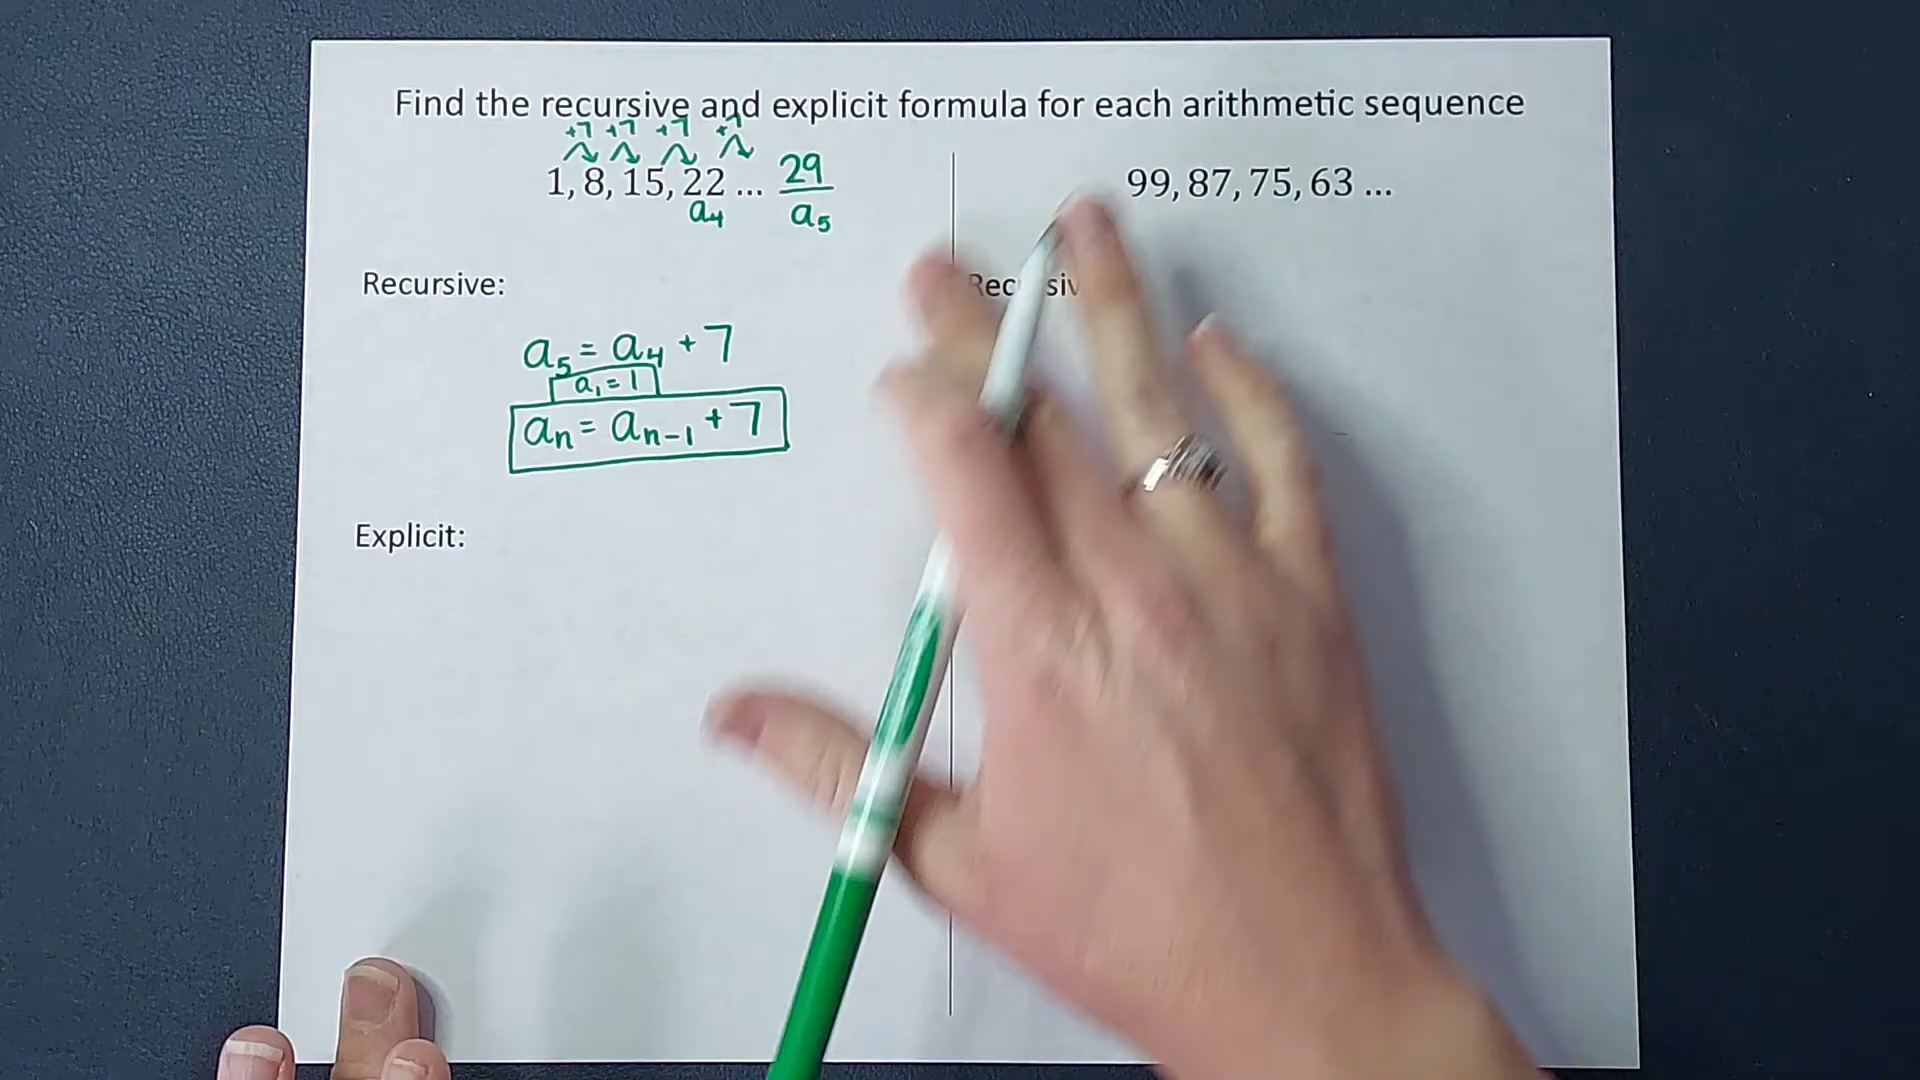 Find the recursive and explicit formula for each arithmetic sequence
+7 +7 +7 +7
1, 8, 15, 22 ... 29
a₄ a₅
Recursive:
a₅ = a₄ + 7
a₁ = 1
aₙ = aₙ₋₁ + 7
Explicit:
99, 87, 75, 63 ...